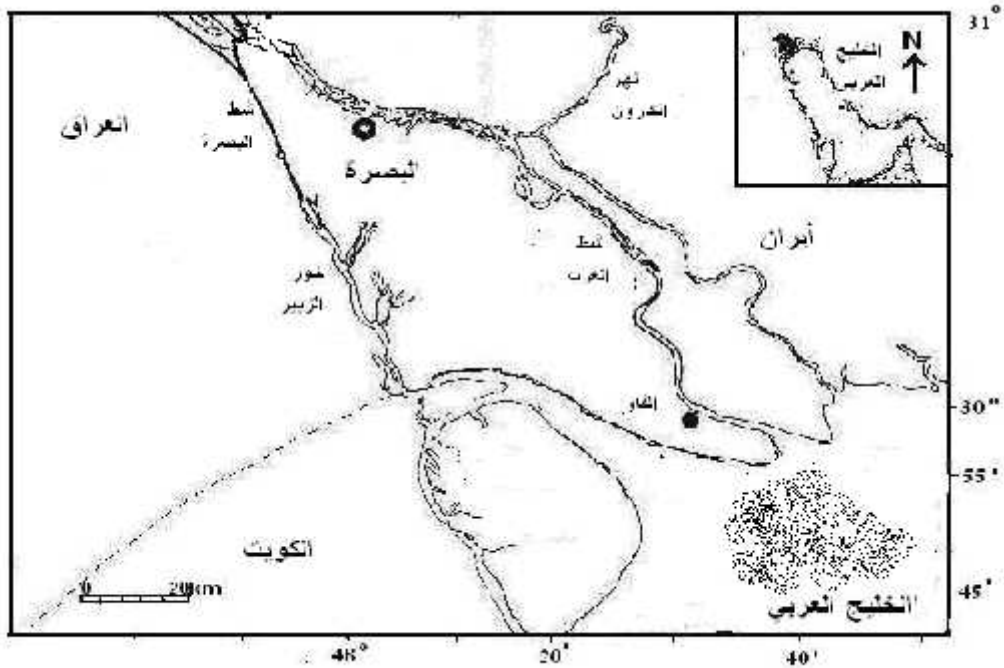 31°
الخليج
العربي
N
نهر
الكارون
شط
البصرة
العراق
البصرة
أيران
شط
العرب
خور
الزبير
الفاو
30°
55'
الكويت
0 20km
45'
الخليج العربي
48° 20' 40'